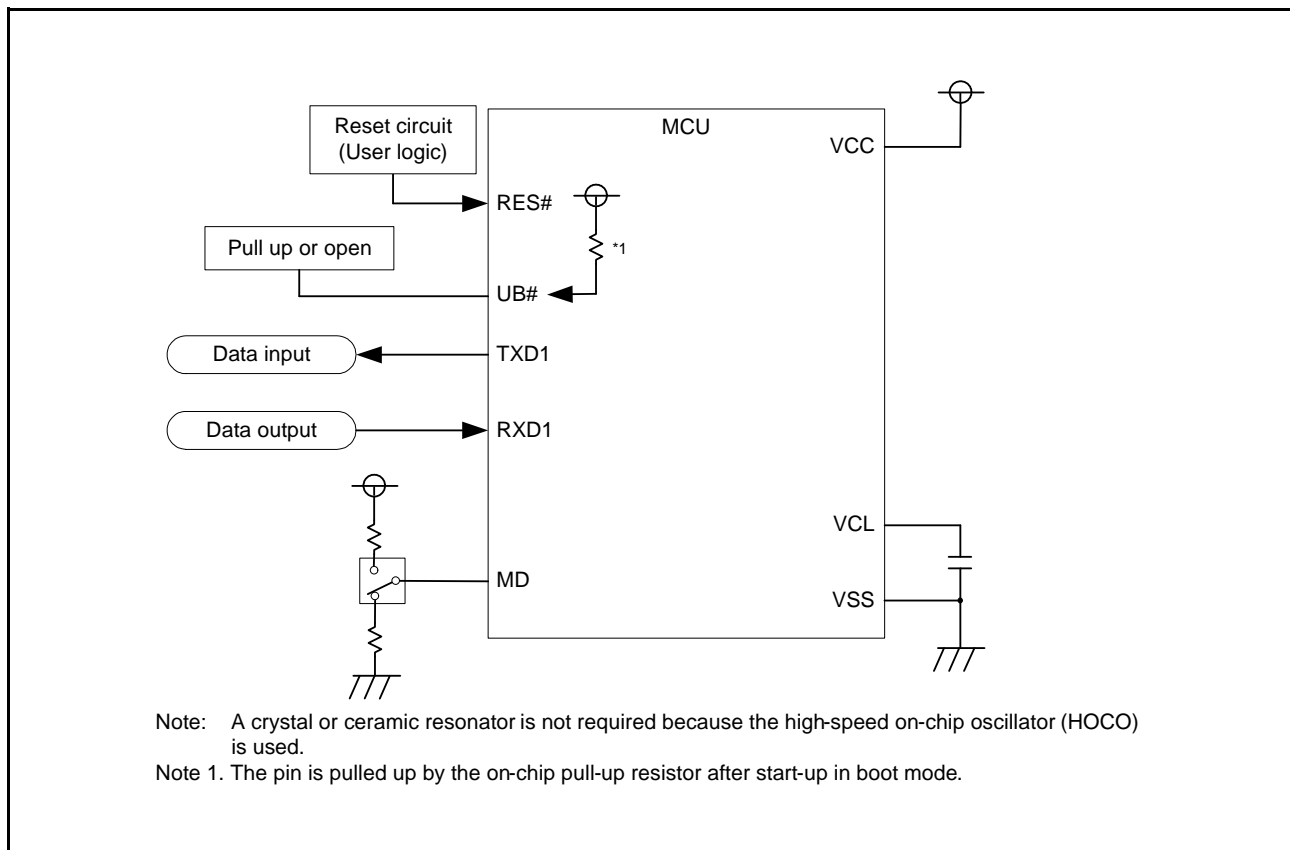 MCU
VCC
Reset circuit
(User logic)
RES#
*1
Pull up or open
UB#
Data input
TXD1
Data output
RXD1
VCL
MD
VSS
Note: A crystal or ceramic resonator is not required because the high-speed on-chip oscillator (HOCO)
is used.
Note 1. The pin is pulled up by the on-chip pull-up resistor after start-up in boot mode.